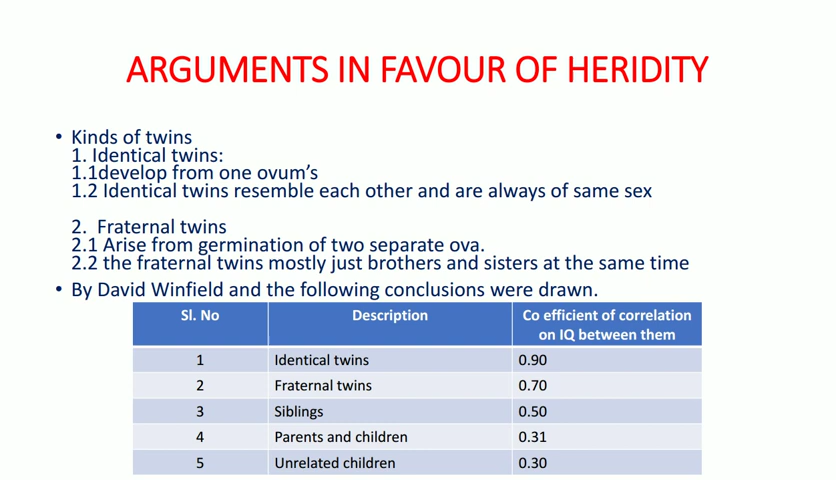 ARGUMENTS IN FAVOUR OF HERIDITY
• Kinds of twins
1. Identical twins:
1.1develop from one ovum’s
1.2 Identical twins resemble each other and are always of same sex
2. Fraternal twins
2.1 Arise from germination of two separate ova.
2.2 the fraternal twins mostly just brothers and sisters at the same time
• By David Winfield and the following conclusions were drawn.
Sl. No Description Co efficient of correlation
on IQ between them
1 Identical twins 0.90
2 Fraternal twins 0.70
3 Siblings 0.50
4 Parents and children 0.31
5 Unrelated children 0.30